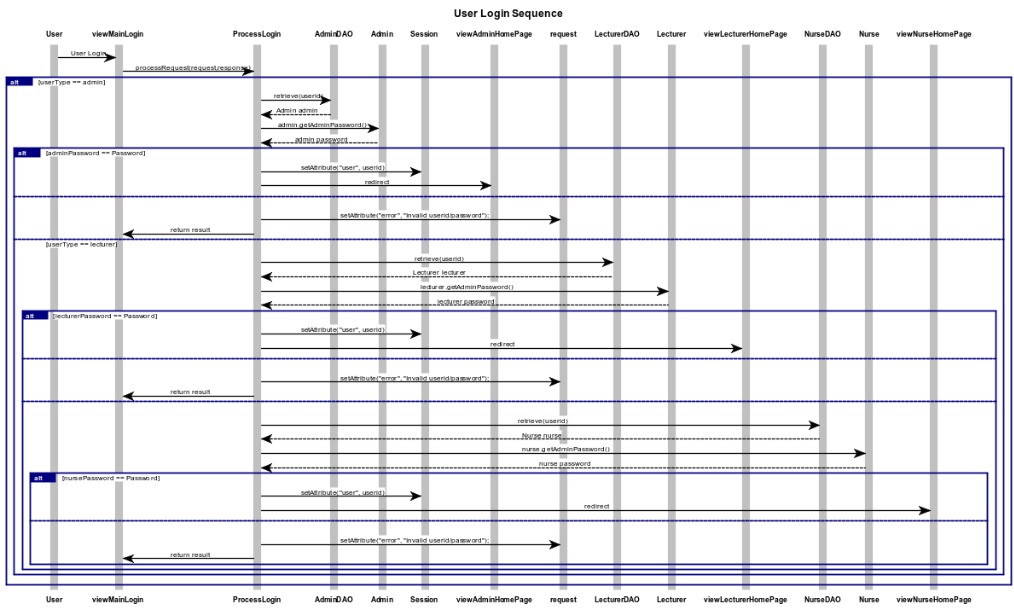 User Login Sequence
User viewMainLogin ProcessLogin AdminDAO Admin Session viewAdminHomePage request LecturerDAO Lecturer viewLecturerHomePage NurseDAO Nurse viewNurseHomePage
User Login
processRequest(request,response)
alt [userType == admin]
retrieve(userid)
Admin admin
admin.getAdminPassword()
admin password
alt [adminPassword == Password]
setAttribute("user", userid)
redirect
setAttribute("error", "Invalid userid/password");
return result
[userType == lecturer]
retrieve(userid)
Lecturer lecturer
lecturer.getAdminPassword()
lecturer password
alt [lecturerPassword == Password]
setAttribute("user", userid)
redirect
setAttribute("error", "Invalid userid/password");
return result
retrieve(userid)
Nurse nurse
nurse.getAdminPassword()
nurse password
alt [nursePassword == Password]
setAttribute("user", userid)
redirect
setAttribute("error", "Invalid userid/password");
return result
User viewMainLogin ProcessLogin AdminDAO Admin Session viewAdminHomePage request LecturerDAO Lecturer viewLecturerHomePage NurseDAO Nurse viewNurseHomePage